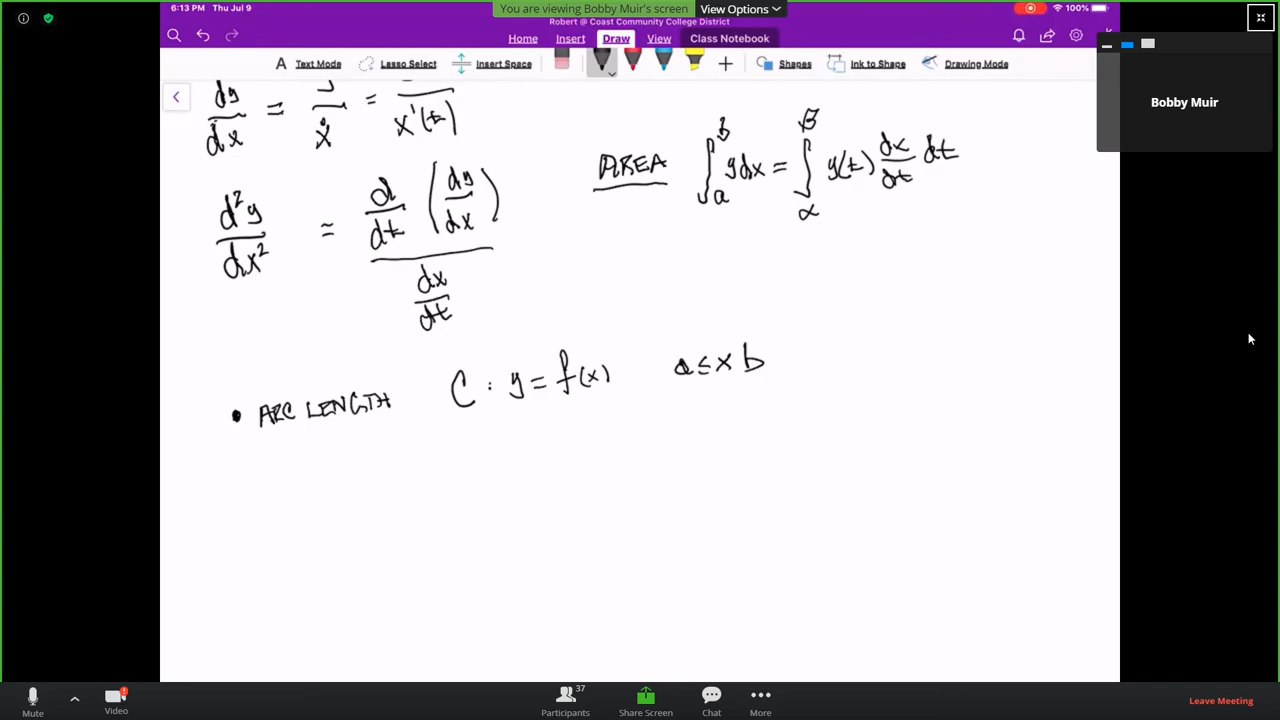 You are viewing Bobby Muir's screen
View Options
6:13 PM Thu Jul 9
100%
Robert @ Coast Community College District
Home Insert Draw View Class Notebook
Text Mode Lasso Select Insert Space Shapes Ink to Shape Drawing Mode
Bobby Muir
dy/dx = /ẋ = /x'(t)
AREA ∫_a^b y dx = ∫_α^β y(t) dx/dt dt
d²y/dx² = d/dt (dy/dx) / dx/dt
• ARC LENGTH C : y = f(x) a ≤ x b
Mute
Video
37
Participants
Share Screen
Chat
More
Leave Meeting